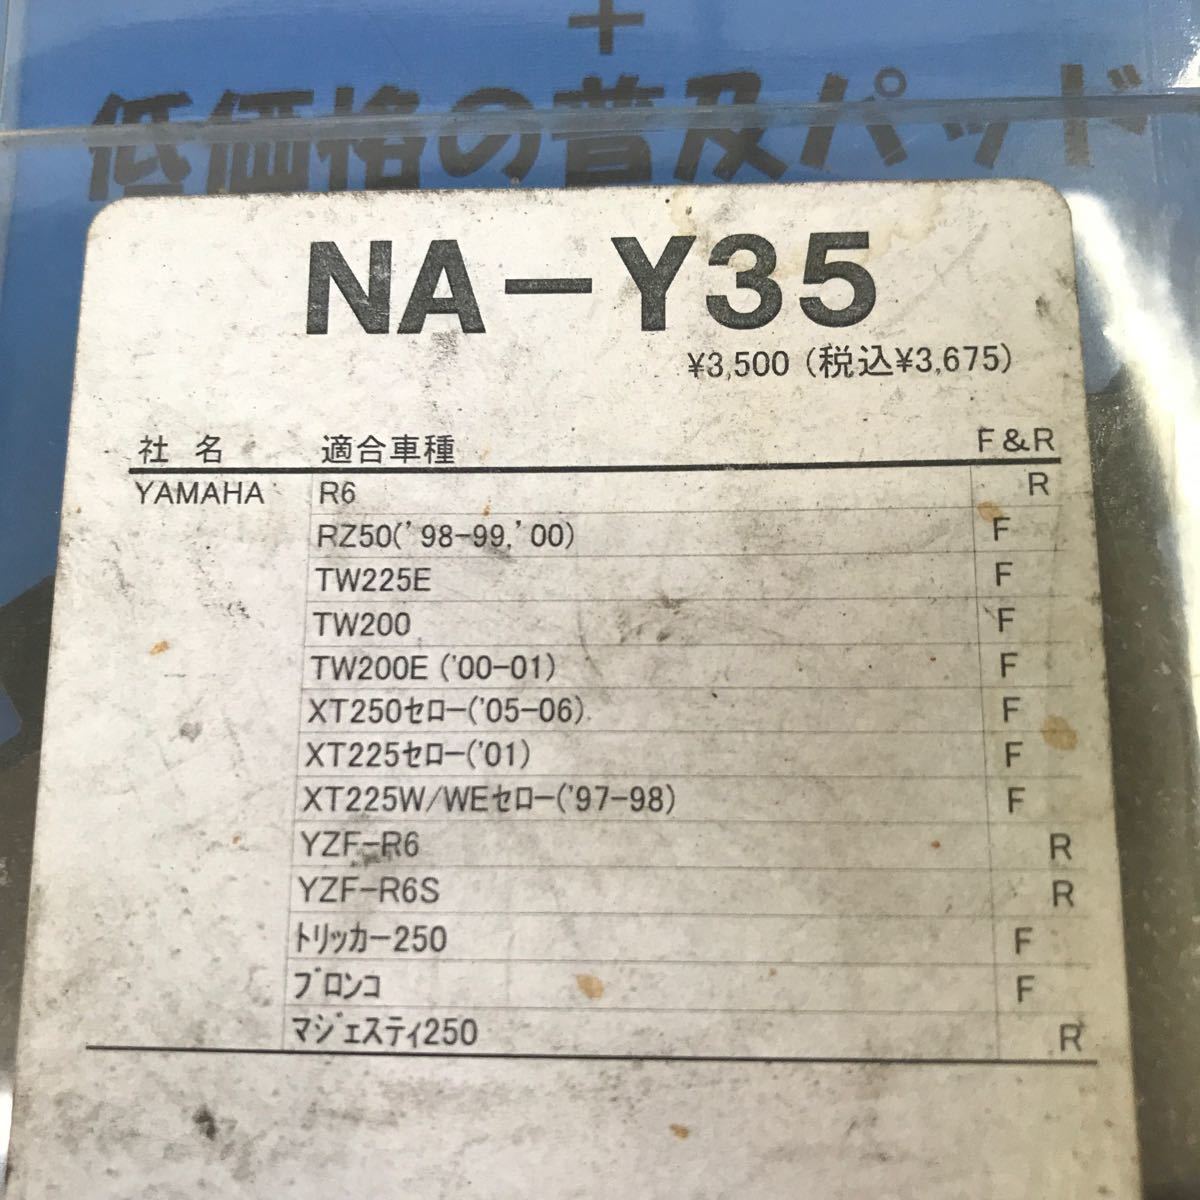 +
低価格の普及パッド
NA-Y35
¥3,500 (税込¥3,675)
社 名 適合車種 F&R
YAMAHA R6 R
RZ50('98-99,'00) F
TW225E F
TW200 F
TW200E ('00-01) F
XT250ｾﾛｰ('05-06) F
XT225ｾﾛｰ('01) F
XT225W/WEｾﾛｰ('97-98) F
YZF-R6 R
YZF-R6S R
ﾄﾘｯｶｰ250 F
ﾌﾞﾛﾝｺ F
ﾏｼﾞｪｽﾃｨ250 R